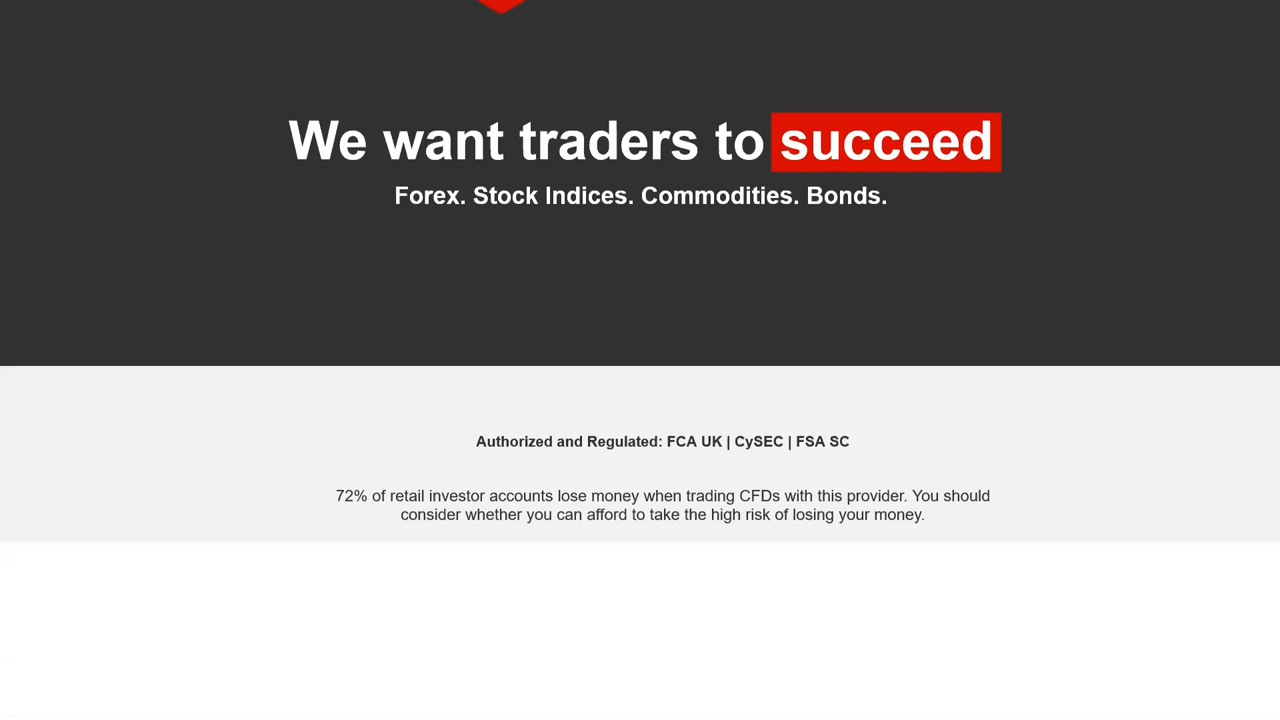 We want traders to succeed
Forex. Stock Indices. Commodities. Bonds.
Authorized and Regulated: FCA UK | CySEC | FSA SC
72% of retail investor accounts lose money when trading CFDs with this provider. You should
consider whether you can afford to take the high risk of losing your money.